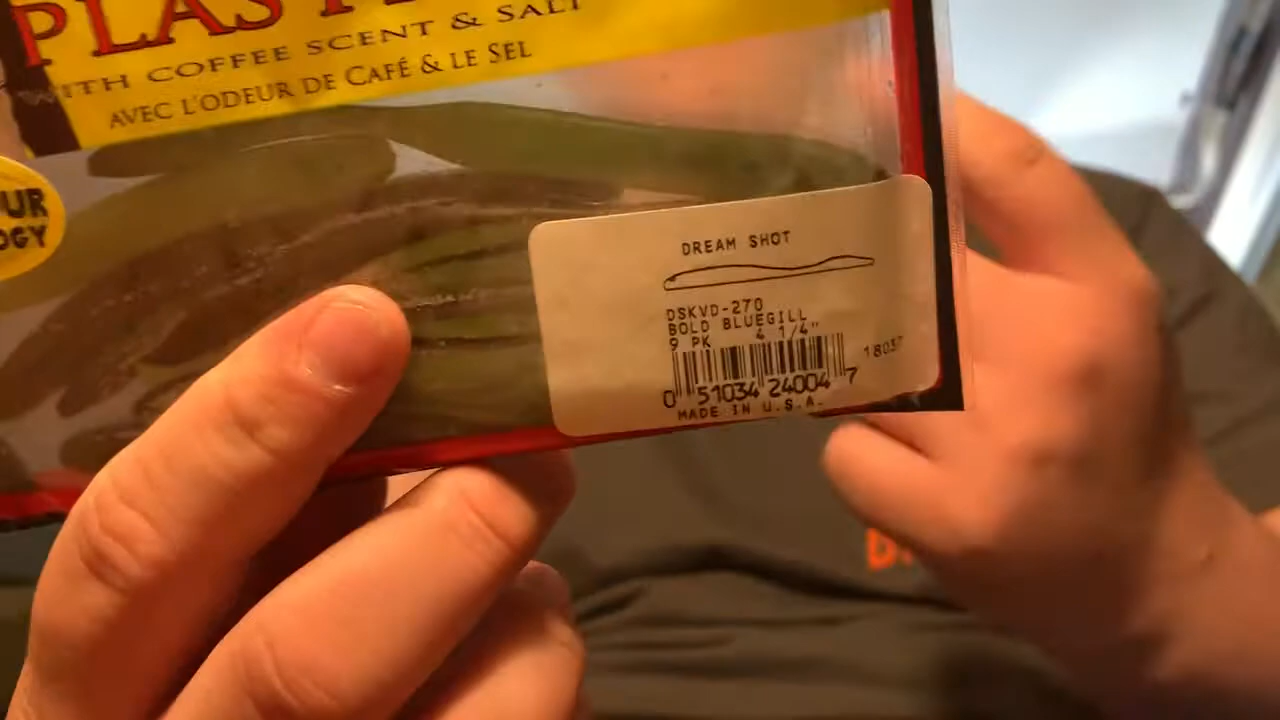 WITH COFFEE SCENT & SALT
AVEC L'ODEUR DE CAFÉ & LE SEL
DREAM SHOT
DSKVD-270
BOLD BLUEGILL
9 PK 4 1/4"
18037
0 51034 24004 7
MADE IN U.S.A.